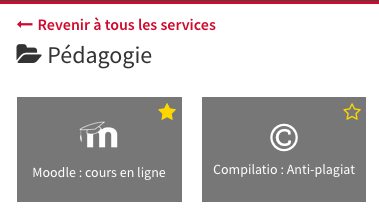 Revenir à tous les services
Pédagogie
Moodle : cours en ligne
Compilatio : Anti-plagiat